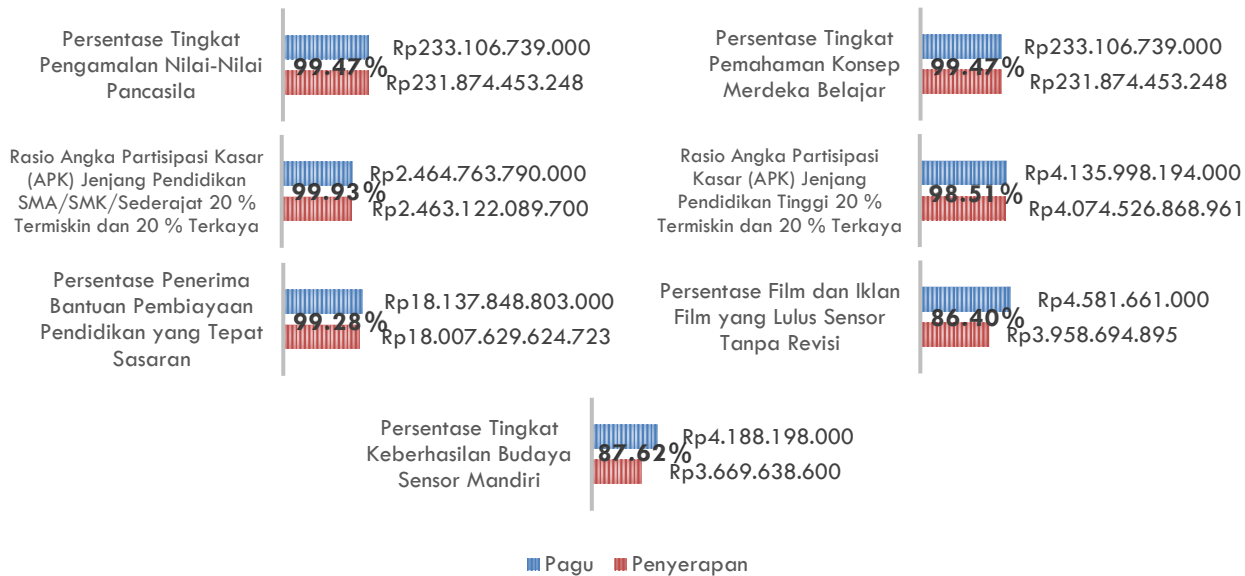 Persentase Tingkat
Pengamalan Nilai-Nilai
Pancasila
Rp233.106.739.000
99.47%
Rp231.874.453.248
Persentase Tingkat
Pemahaman Konsep
Merdeka Belajar
Rp233.106.739.000
99.47%
Rp231.874.453.248
Rasio Angka Partisipasi Kasar
(APK) Jenjang Pendidikan
SMA/SMK/Sederajat 20 %
Termiskin dan 20 % Terkaya
Rp2.464.763.790.000
99.93%
Rp2.463.122.089.700
Rasio Angka Partisipasi
Kasar (APK) Jenjang
Pendidikan Tinggi 20 %
Termiskin dan 20 % Terkaya
Rp4.135.998.194.000
98.51%
Rp4.074.526.868.961
Persentase Penerima
Bantuan Pembiayaan
Pendidikan yang Tepat
Sasaran
Rp18.137.848.803.000
99.28%
Rp18.007.629.624.723
Persentase Film dan Iklan
Film yang Lulus Sensor
Tanpa Revisi
Rp4.581.661.000
86.40%
Rp3.958.694.895
Persentase Tingkat
Keberhasilan Budaya
Sensor Mandiri
Rp4.188.198.000
87.62%
Rp3.669.638.600
Pagu Penyerapan